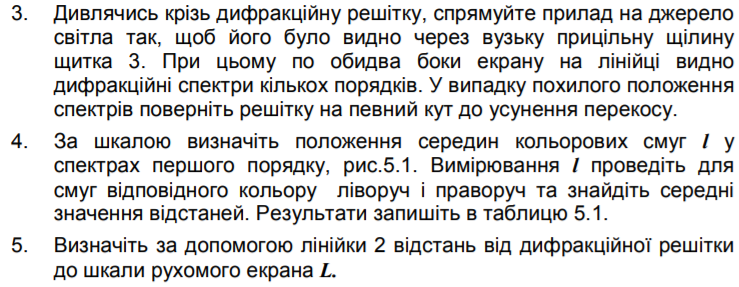 3. Дивлячись крізь дифракційну решітку, спрямуйте прилад на джерело
світла так, щоб його було видно через вузьку прицільну щілину
щитка 3. При цьому по обидва боки екрану на лінійці видно
дифракційні спектри кількох порядків. У випадку похилого положення
спектрів поверніть решітку на певний кут до усунення перекосу.
4. За шкалою визначіть положення середин кольорових смуг l у
спектрах першого порядку, рис.5.1. Вимірювання l проведіть для
смуг відповідного кольору ліворуч і праворуч та знайдіть середні
значення відстаней. Результати запишіть в таблицю 5.1.
5. Визначіть за допомогою лінійки 2 відстань від дифракційної решітки
до шкали рухомого екрана L.